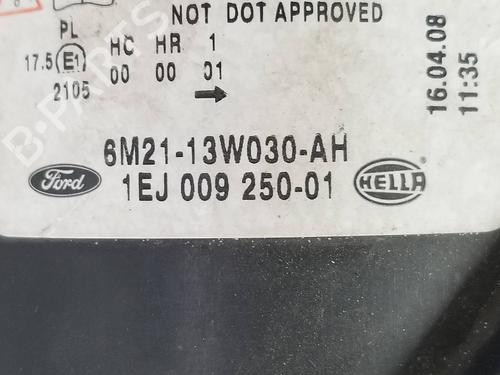 NOT DOT APPROVED
PL HC HR 1
17.5 E1 00 00 01
2105
16.04.08
11:35
6M21-13W030-AH
Ford 1EJ 009 250-01 HELLA
B-PARTS